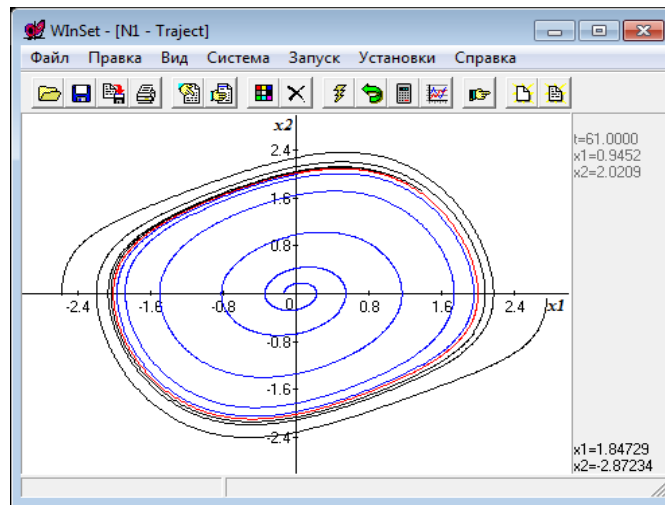 WInSet - [N1 - Traject]
Файл Правка Вид Система Запуск Установки Справка
x2
2.4
1.6
0.8
-2.4 -1.6 -0.8 0 0.8 1.6 2.4 x1
-0.8
-1.6
-2.4
t=61.0000
x1=0.9452
x2=2.0209
x1=1.84729
x2=-2.87234